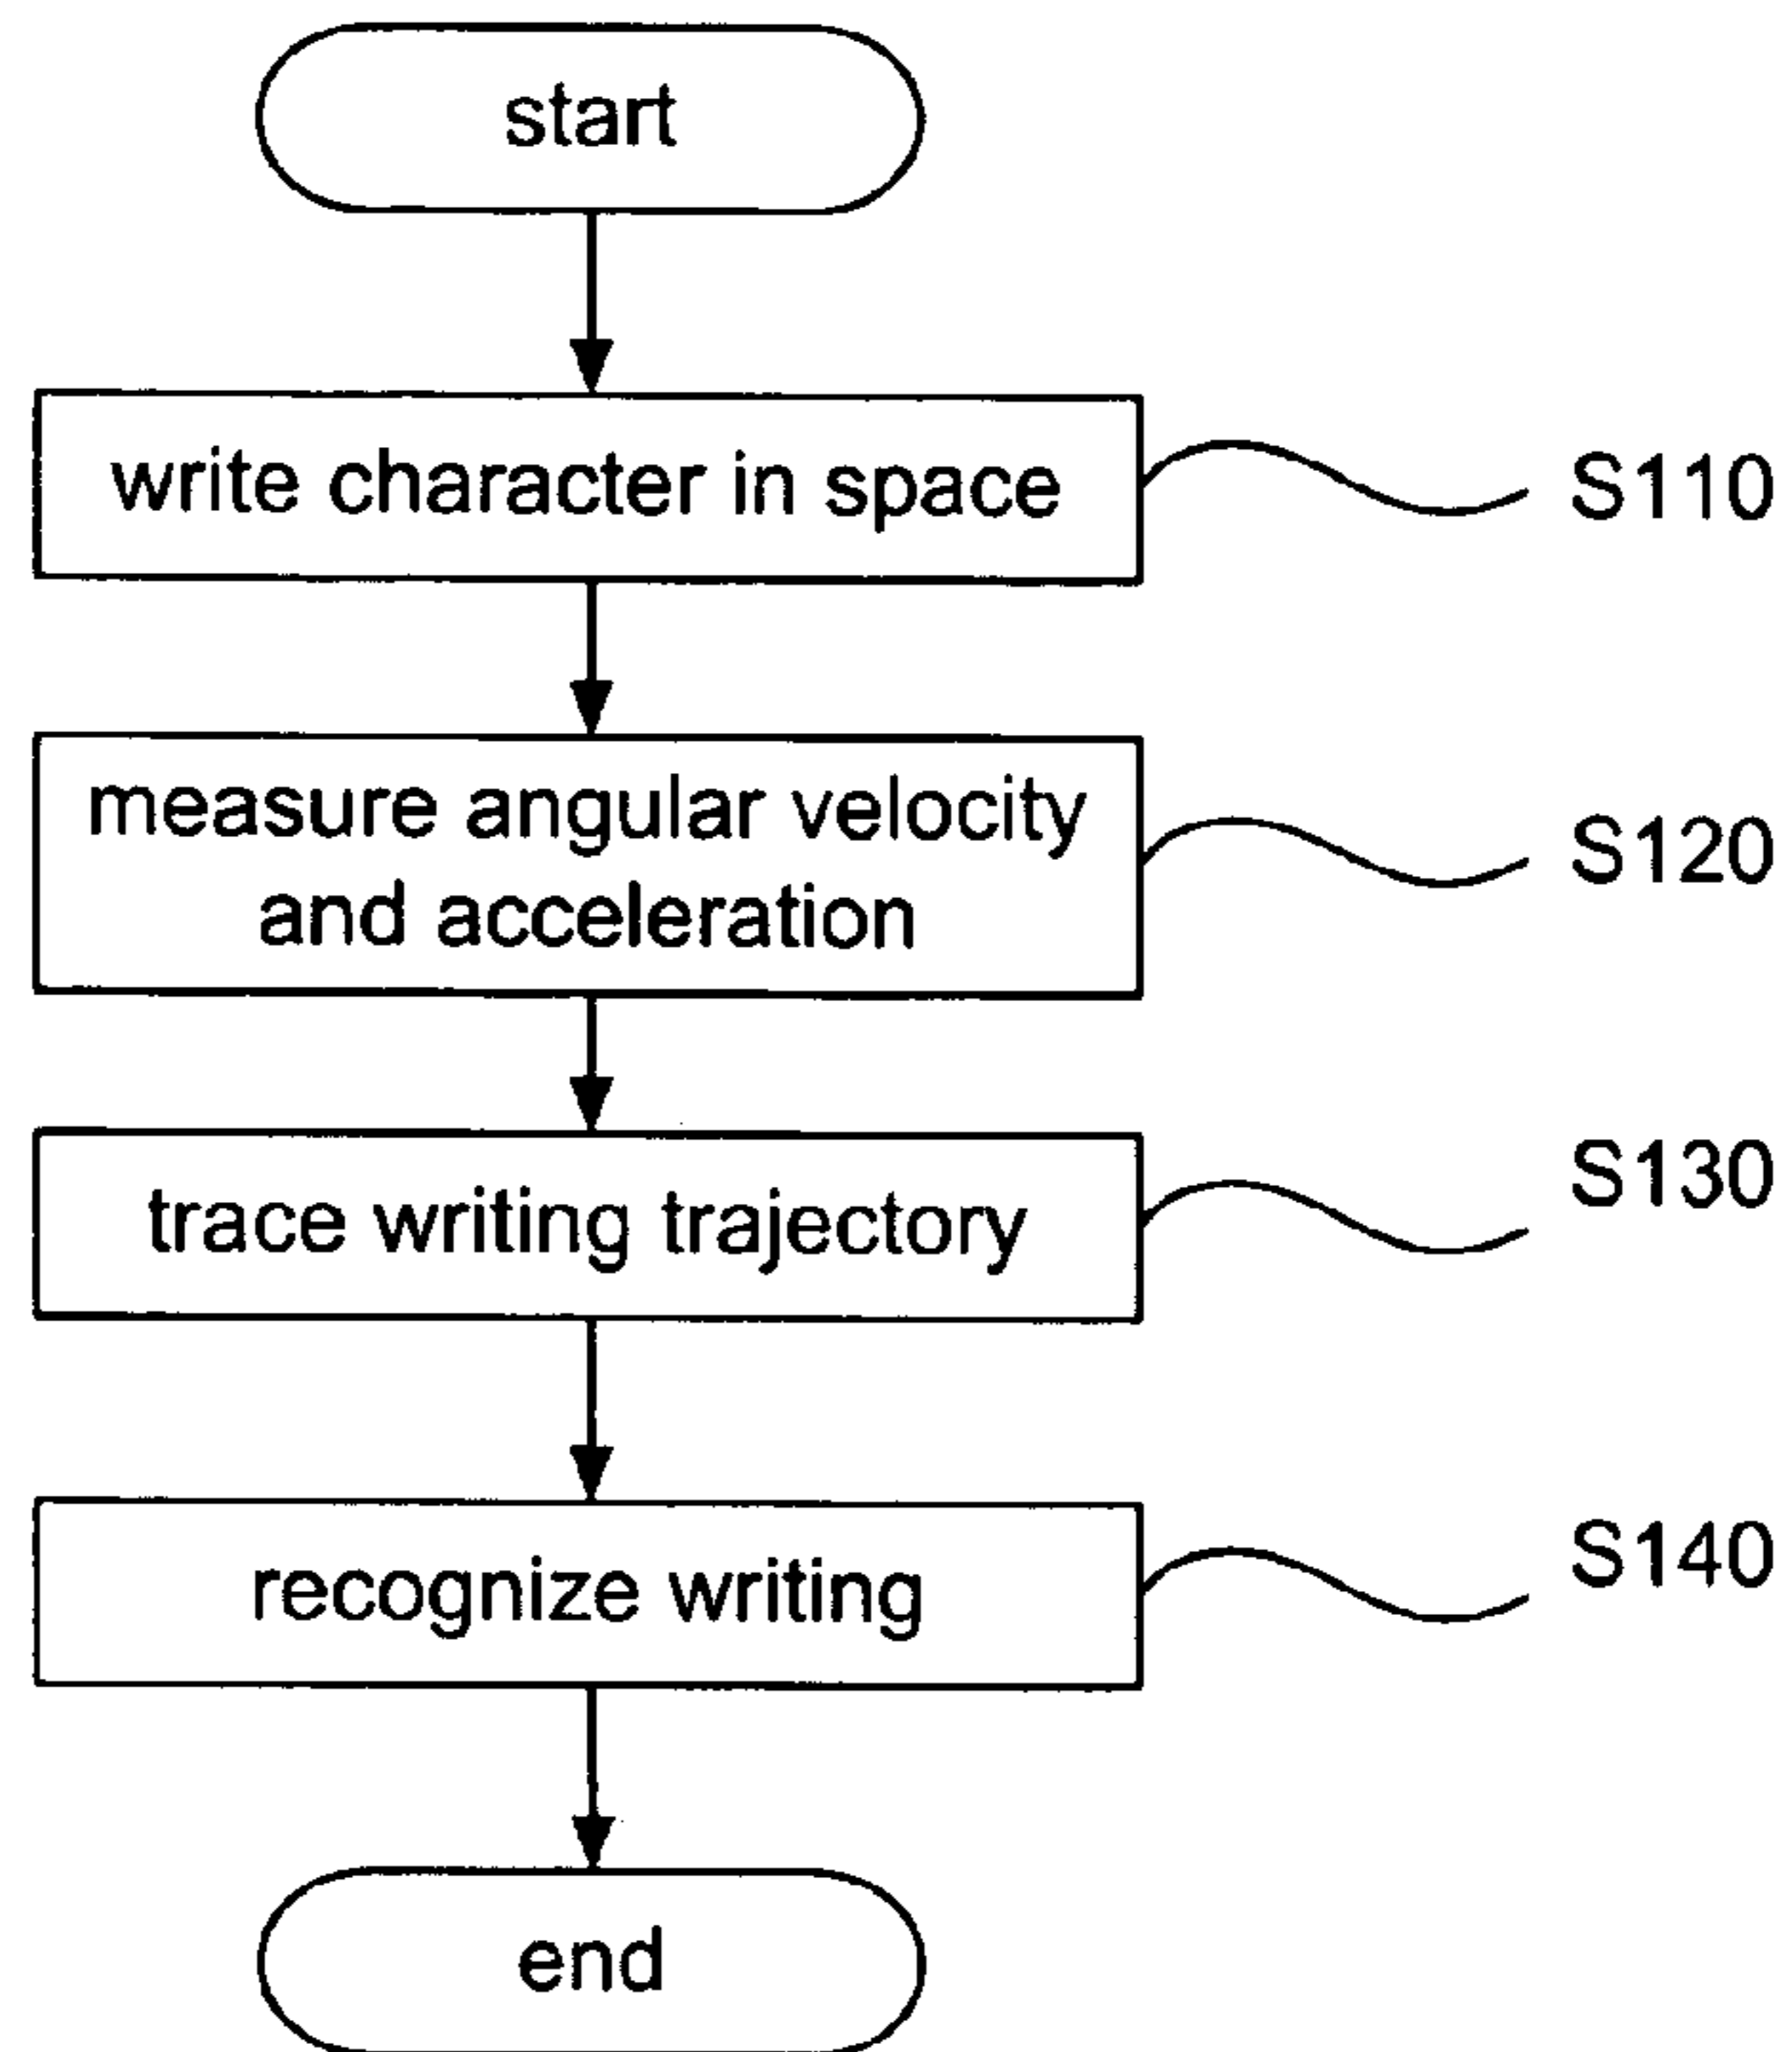 start
write character in space
S110
measure angular velocity
and acceleration
S120
trace writing trajectory
S130
recognize writing
S140
end